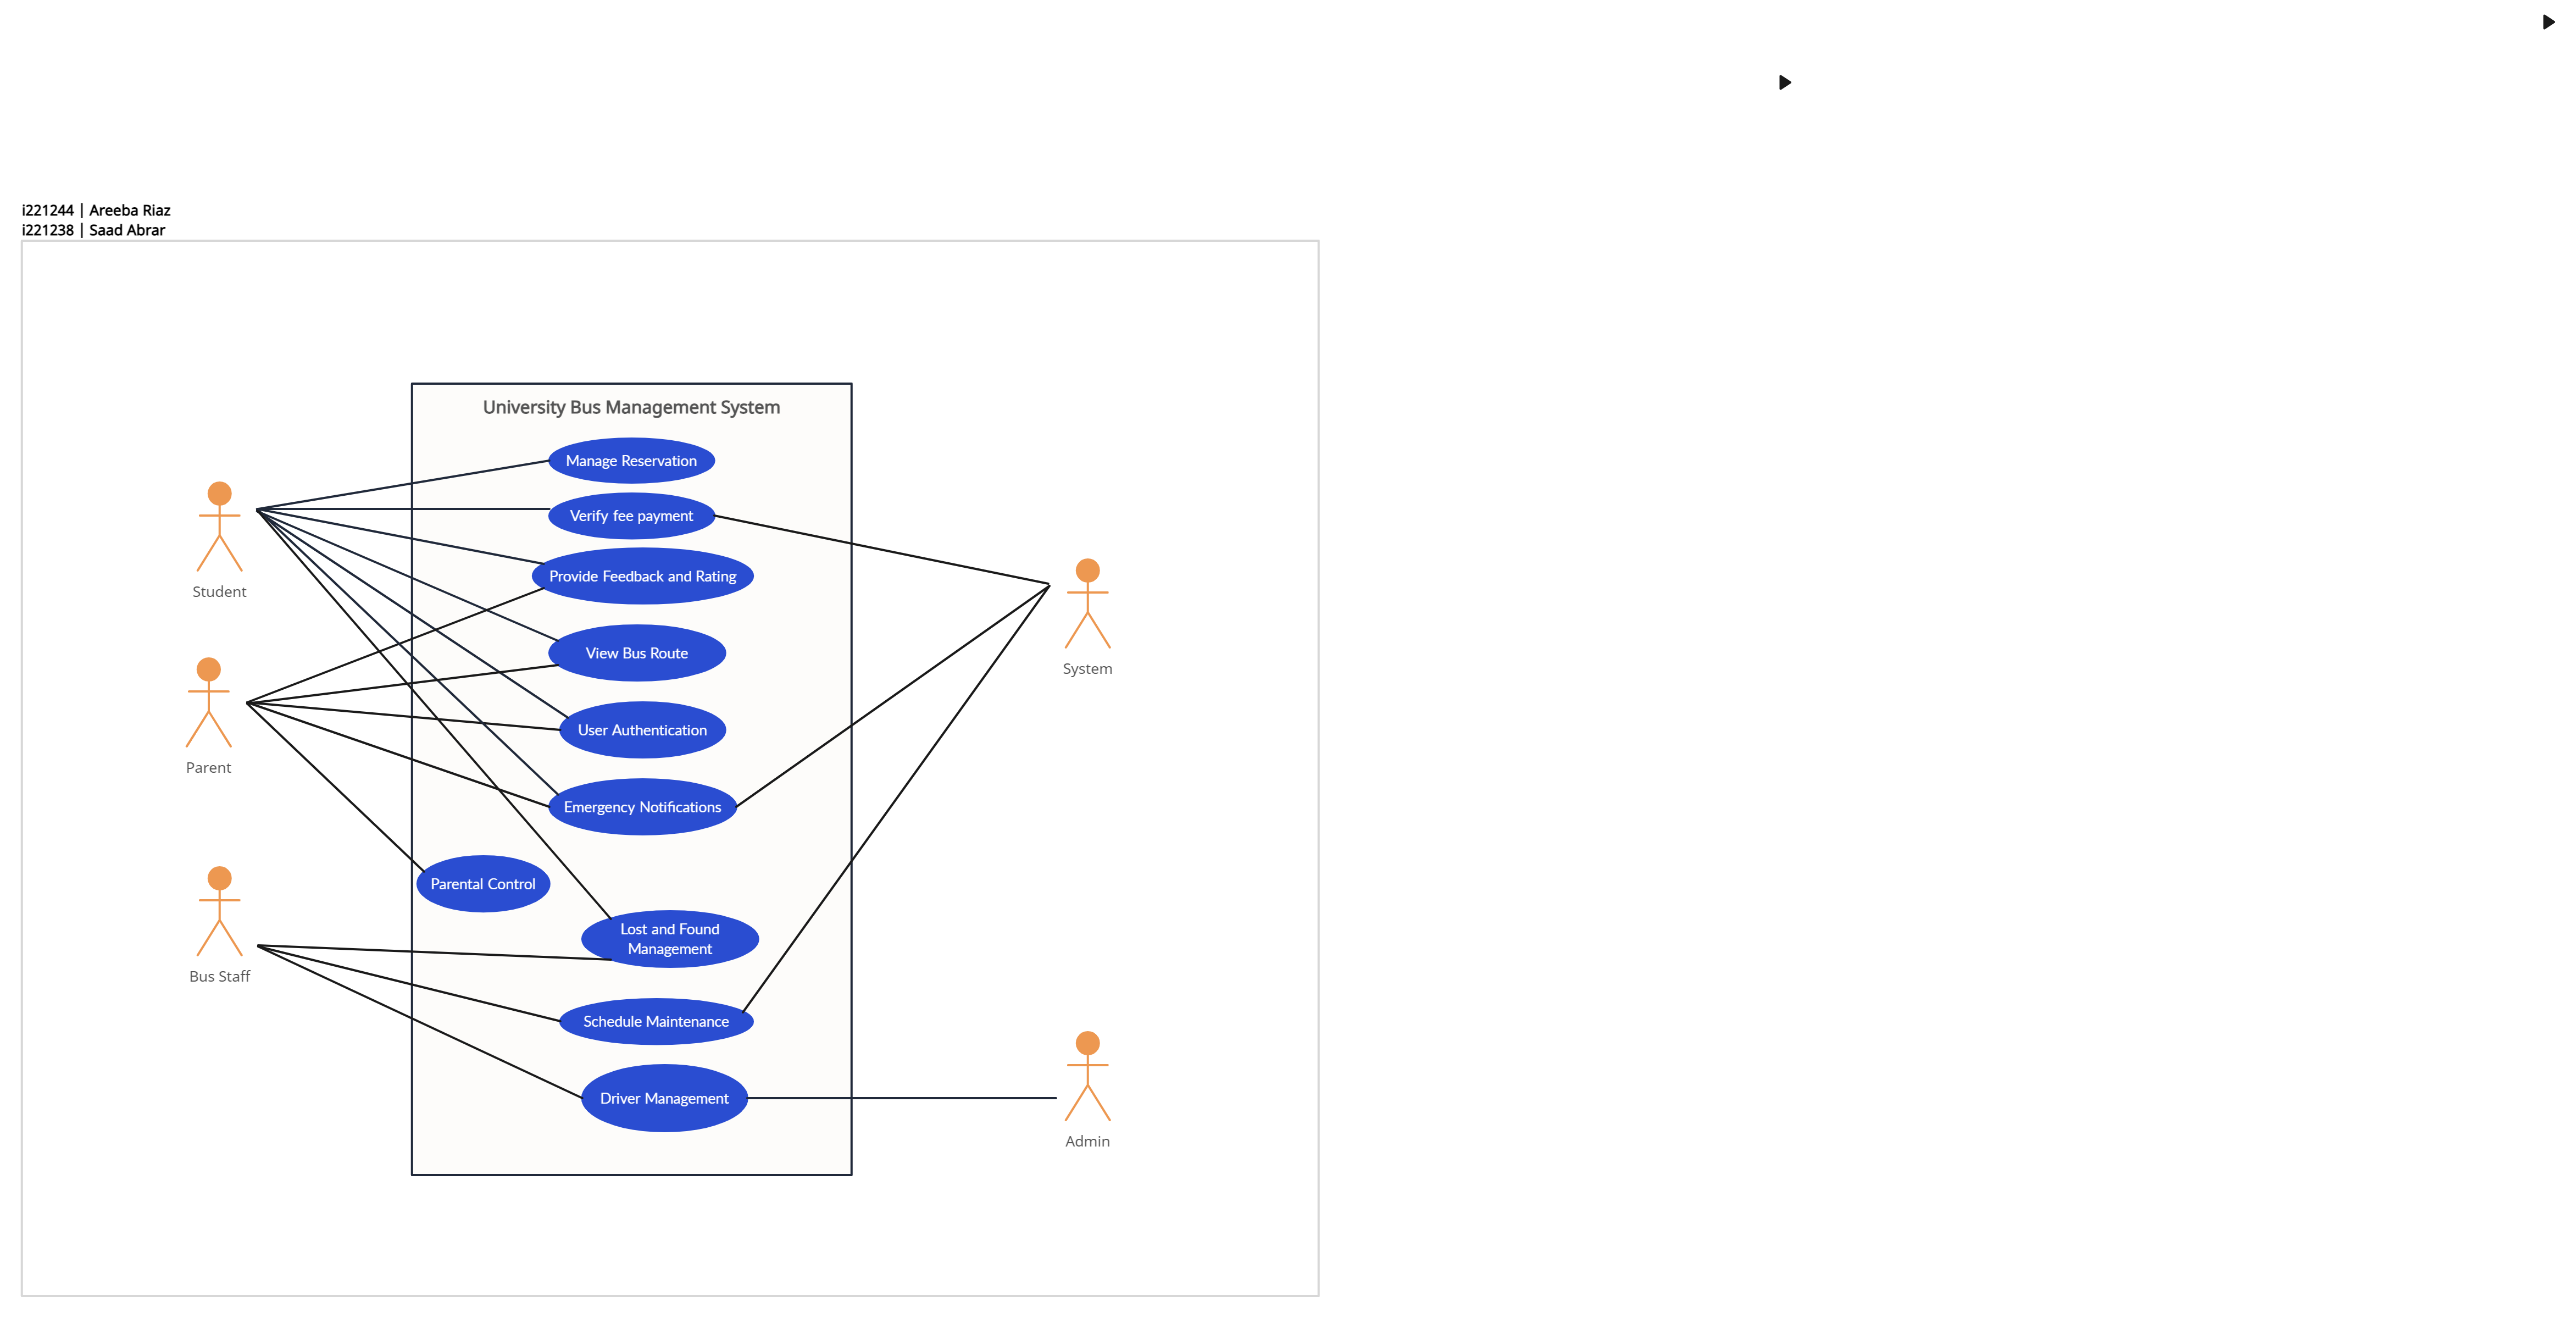 i221244 | Areeba Riaz
i221238 | Saad Abrar
University Bus Management System
Manage Reservation
Verify fee payment
Provide Feedback and Rating
Student
View Bus Route
System
User Authentication
Parent
Emergency Notifications
Parental Control
Lost and Found
Management
Bus Staff
Schedule Maintenance
Driver Management
Admin